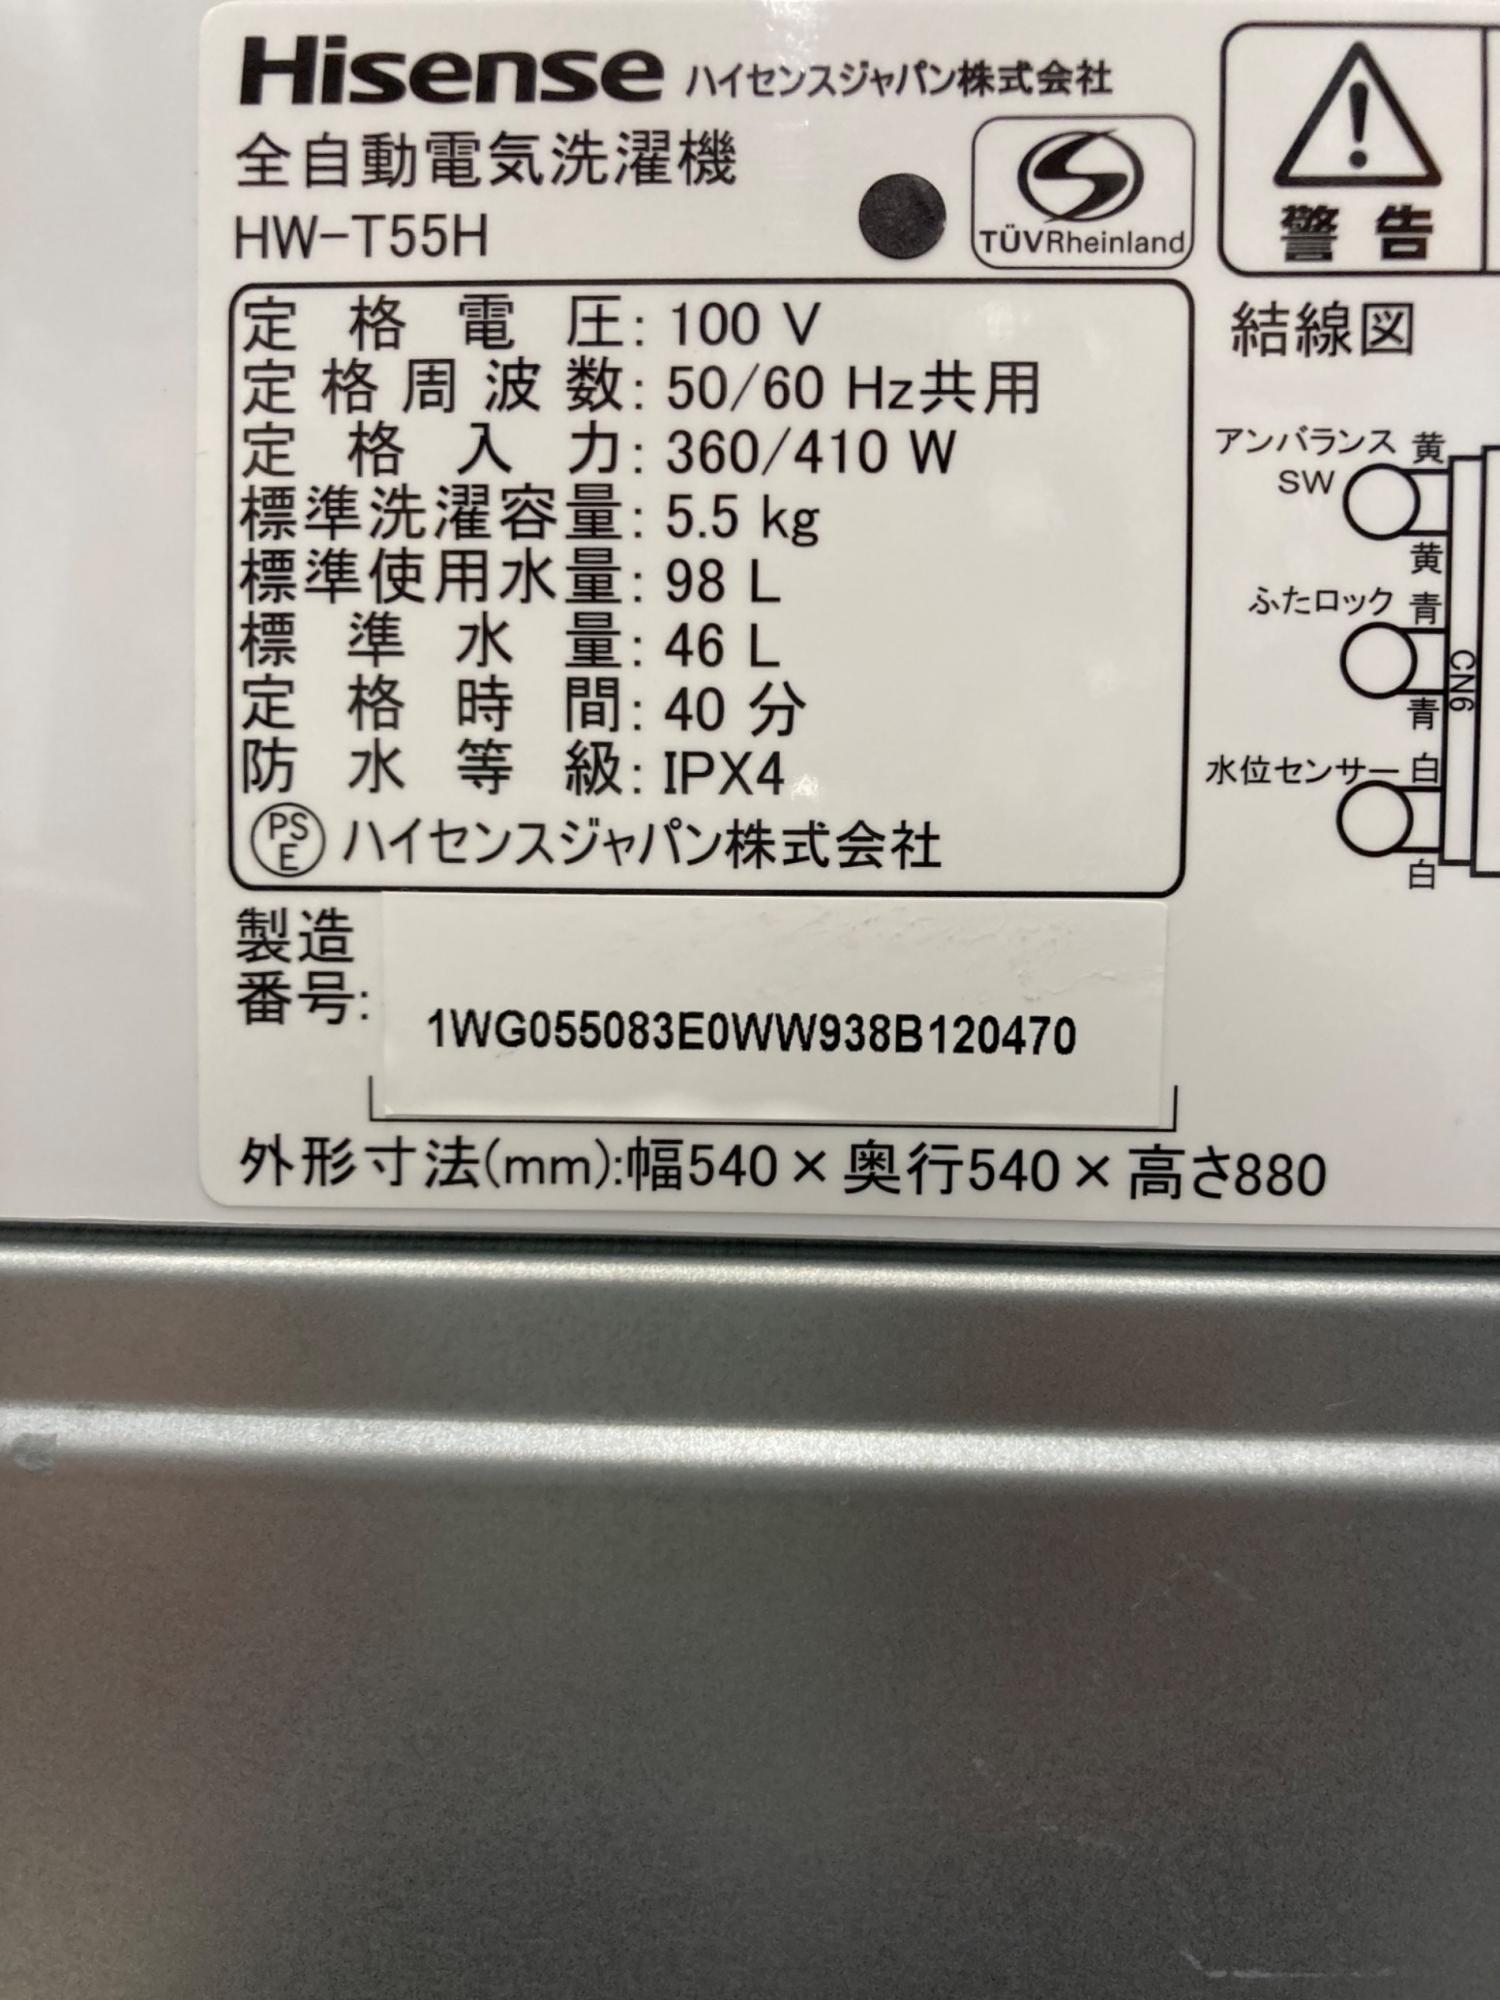 Hisense ハイセンスジャパン株式会社
全自動電気洗濯機
HW-T55H
TÜVRheinland
定格電圧: 100 V
定格周波数: 50/60 Hz共用
定格入力: 360/410 W
標準洗濯容量: 5.5 kg
標準使用水量: 98 L
標準水量: 46 L
定格時間: 40 分
防水等級: IPX4
PSE ハイセンスジャパン株式会社
製造
番号: 1WG055083E0WW938B120470
外形寸法(mm):幅540×奥行540×高さ880
警告
結線図
アンバランス 黄
SW
黄
ふたロック 青
CN6
青
水位センサー 白
白